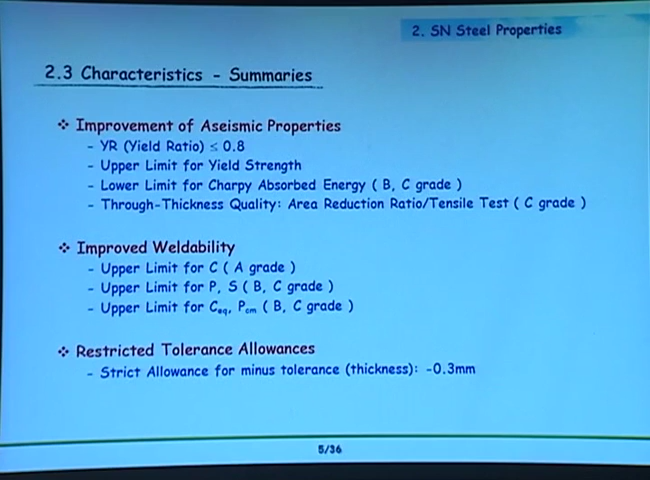 2. SN Steel Properties
2.3 Characteristics - Summaries
❖ Improvement of Aseismic Properties
- YR (Yield Ratio) ≤ 0.8
- Upper Limit for Yield Strength
- Lower Limit for Charpy Absorbed Energy ( B, C grade )
- Through-Thickness Quality: Area Reduction Ratio/Tensile Test ( C grade )
❖ Improved Weldability
- Upper Limit for C ( A grade )
- Upper Limit for P, S ( B, C grade )
- Upper Limit for Ceq, Pcm ( B, C grade )
❖ Restricted Tolerance Allowances
- Strict Allowance for minus tolerance (thickness): -0.3mm
5/36